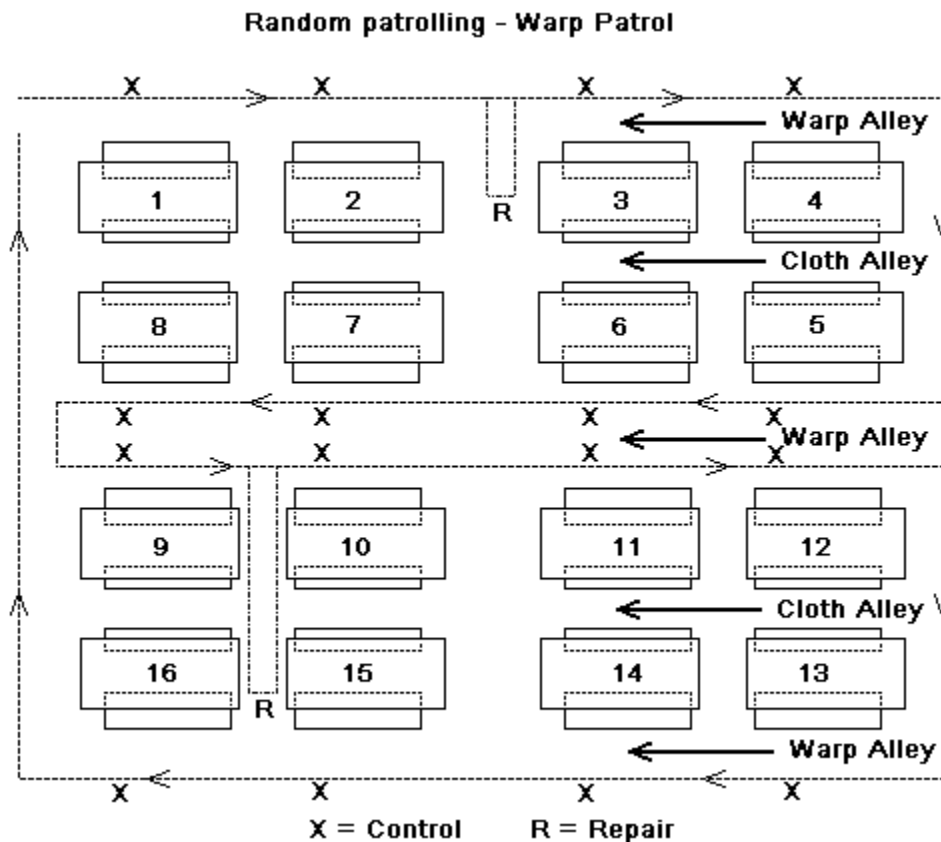 Random patrolling - Warp Patrol
X X X X
Warp Alley
1 2 3 4
R
Cloth Alley
8 7 6 5
X X X X
Warp Alley
X X X X
9 10 11 12
Cloth Alley
16 15 14 13
R
Warp Alley
X X X X
X = Control R = Repair